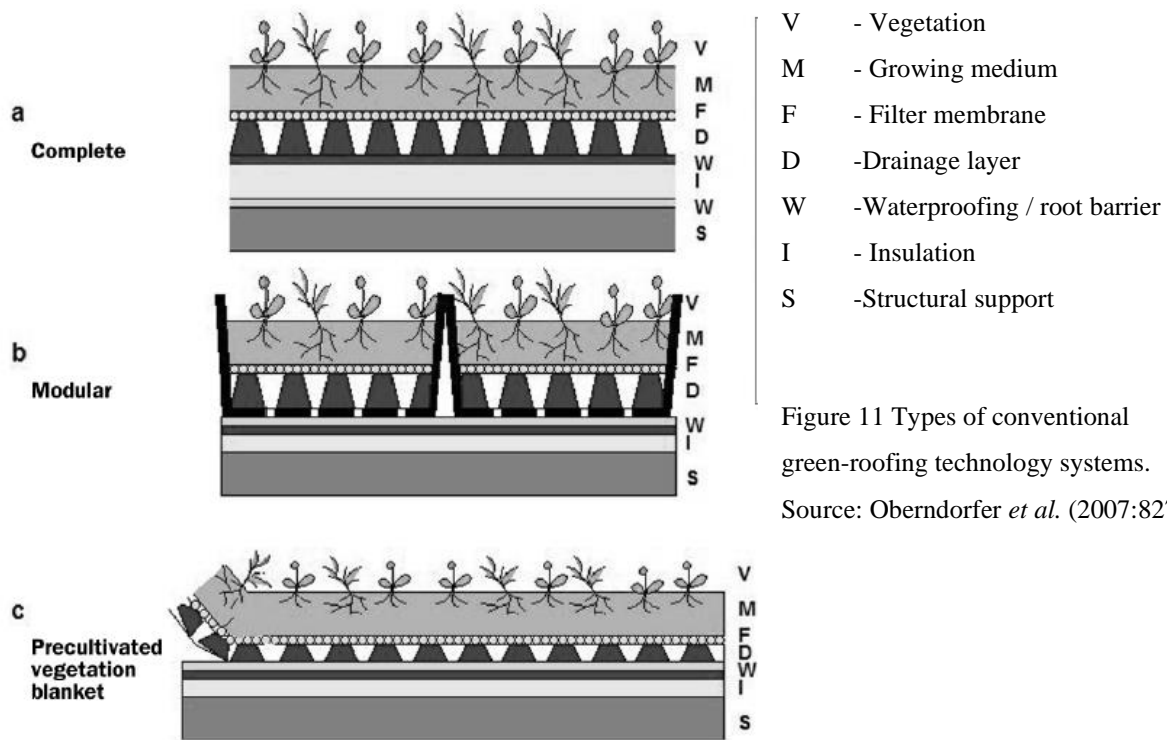 a
Complete
V
M
F
D
W
I
W
S
b
Modular
V
M
F
D
W
I
S
c
Precultivated
vegetation
blanket
V
M
F
D
W
I
S
V - Vegetation
M - Growing medium
F - Filter membrane
D -Drainage layer
W -Waterproofing / root barrier
I - Insulation
S -Structural support
Figure 11 Types of conventional
green-roofing technology systems.
Source: Oberndorfer et al.